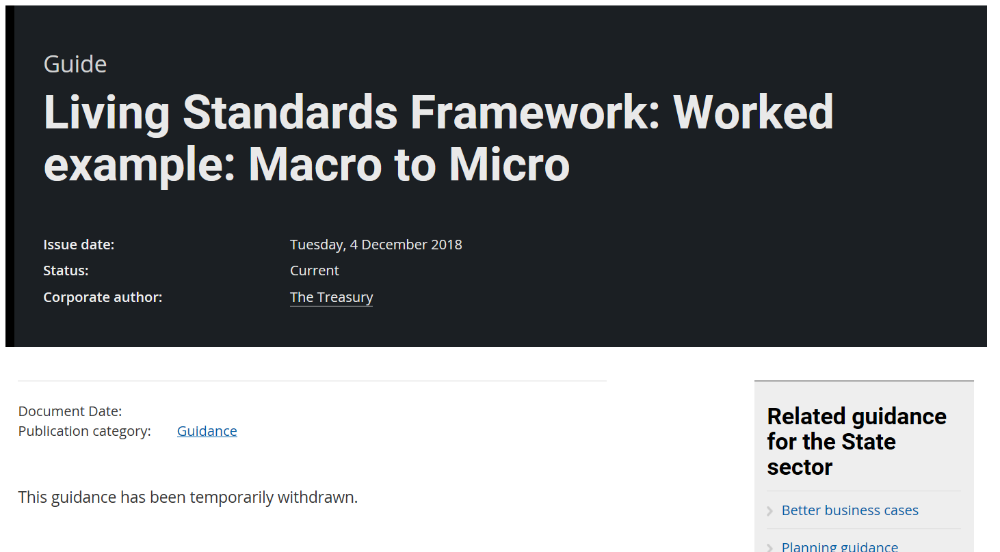 Guide
Living Standards Framework: Worked
example: Macro to Micro
Issue date: Tuesday, 4 December 2018
Status: Current
Corporate author: The Treasury
Document Date:
Publication category: Guidance
This guidance has been temporarily withdrawn.
Related guidance
for the State
sector
Better business cases
Planning guidance